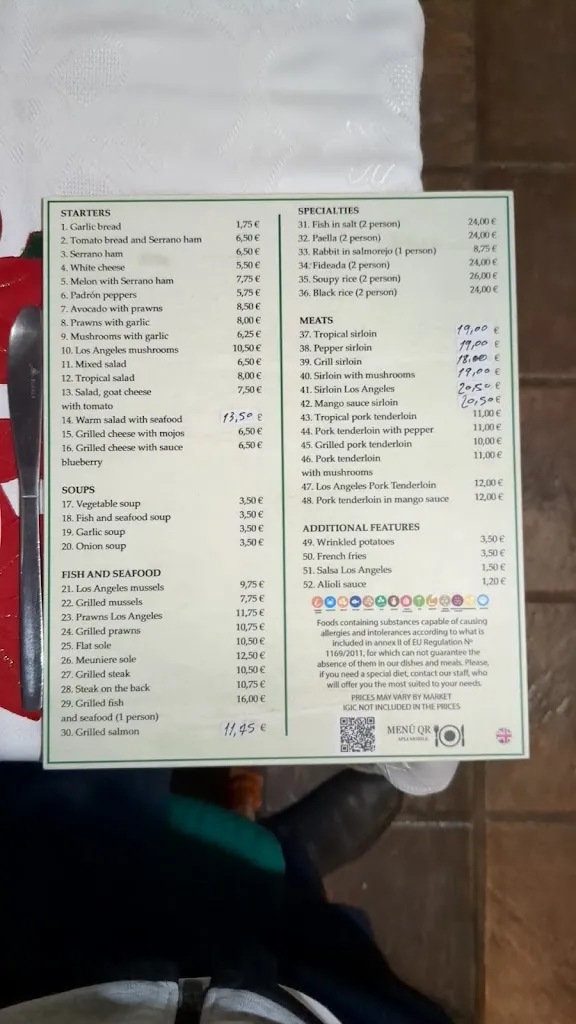 STARTERS
1. Garlic bread 1,75 €
2. Tomato bread and Serrano ham 6,50 €
3. Serrano ham 6,50 €
4. White cheese 5,50 €
5. Melon with Serrano ham 7,75 €
6. Padrón peppers 5,75 €
7. Avocado with prawns 8,50 €
8. Prawns with garlic 8,00 €
9. Mushrooms with garlic 6,25 €
10. Los Angeles mushrooms 10,50 €
11. Mixed salad 6,50 €
12. Tropical salad 8,00 €
13. Salad, goat cheese 7,50 €
with tomato
14. Warm salad with seafood 13,50 €
15. Grilled cheese with mojos 6,50 €
16. Grilled cheese with sauce 6,50 €
blueberry
SOUPS
17. Vegetable soup 3,50 €
18. Fish and seafood soup 3,50 €
19. Garlic soup 3,50 €
20. Onion soup 3,50 €
FISH AND SEAFOOD
21. Los Angeles mussels 9,75 €
22. Grilled mussels 7,75 €
23. Prawns Los Angeles 11,75 €
24. Grilled prawns 10,75 €
25. Flat sole 10,50 €
26. Meuniere sole 12,50 €
27. Grilled steak 10,50 €
28. Steak on the back 10,75 €
29. Grilled fish 16,00 €
and seafood (1 person)
30. Grilled salmon 11,95 €
SPECIALTIES
31. Fish in salt (2 person) 24,00 €
32. Paella (2 person) 24,00 €
33. Rabbit in salmorejo (1 person) 8,75 €
34. Fideada (2 person) 24,00 €
35. Soupy rice (2 person) 26,00 €
36. Black rice (2 person) 24,00 €
MEATS
37. Tropical sirloin 19,00 €
38. Pepper sirloin 19,00 €
39. Grill sirloin 18,00 €
40. Sirloin with mushrooms 19,00 €
41. Sirloin Los Angeles 20,50 €
42. Mango sauce sirloin 20,50 €
43. Tropical pork tenderloin 11,00 €
44. Pork tenderloin with pepper 11,00 €
45. Grilled pork tenderloin 10,00 €
46. Pork tenderloin 11,00 €
with mushrooms
47. Los Angeles Pork Tenderloin 12,00 €
48. Pork tenderloin in mango sauce 12,00 €
ADDITIONAL FEATURES
49. Wrinkled potatoes 3,50 €
50. French fries 3,50 €
51. Salsa Los Angeles 1,50 €
52. Alioli sauce 1,20 €
Foods containing substances capable of causing
allergies and intolerances according to what is
included in annex II of EU Regulation Nº
1169/2011, for which can not guarantee the
absence of them in our dishes and meals. Please,
if you need a special diet, contact our staff, who
will offer you the most suited to your needs.
PRICES MAY VARY BY MARKET
IGIC NOT INCLUDED IN THE PRICES
MENÚ QR